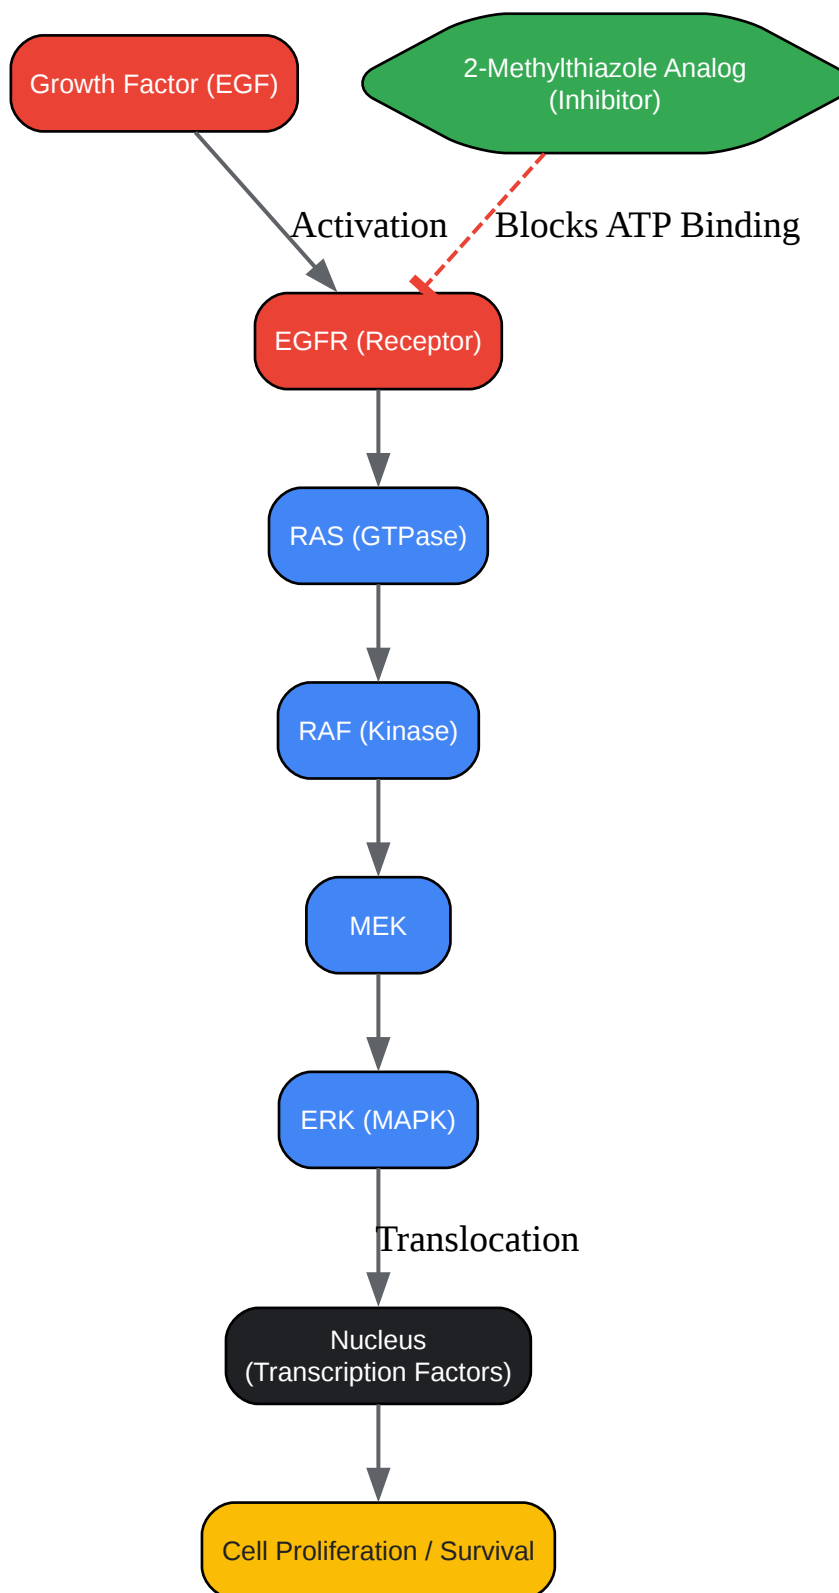 Growth Factor (EGF)
2-Methylthiazole Analog
(Inhibitor)
Activation
Blocks ATP Binding
EGFR (Receptor)
RAS (GTPase)
RAF (Kinase)
MEK
ERK (MAPK)
Translocation
Nucleus
(Transcription Factors)
Cell Proliferation / Survival